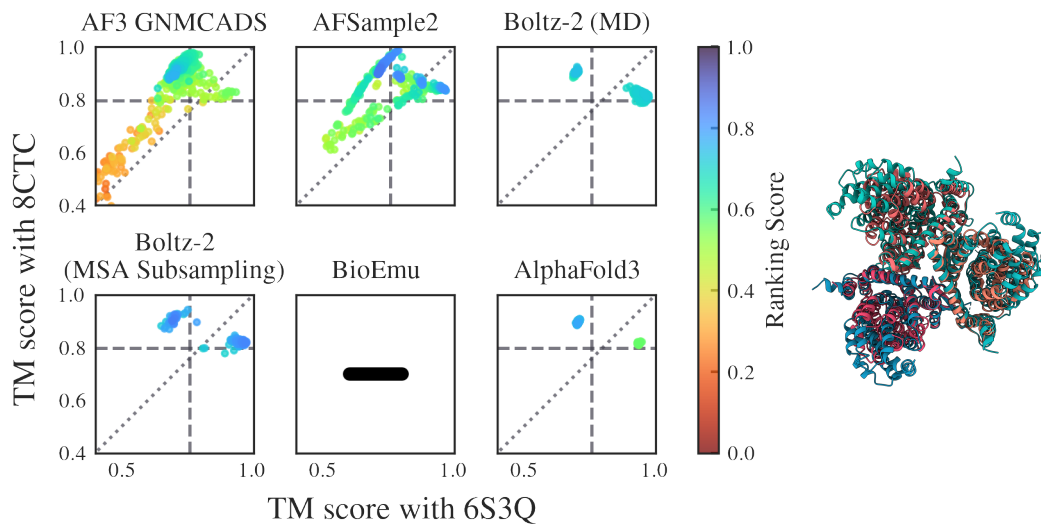 AF3 GNMCADS
AFSample2
Boltz-2 (MD)
1.0
0.8
0.6
0.4
1.0
0.8
0.6
0.4
0.2
0.0
Ranking Score
TM score with 8CTC
Boltz-2
(MSA Subsampling)
BioEmu
AlphaFold3
1.0
0.8
0.6
0.4
0.5
1.0
0.5
1.0
0.5
1.0
TM score with 6S3Q